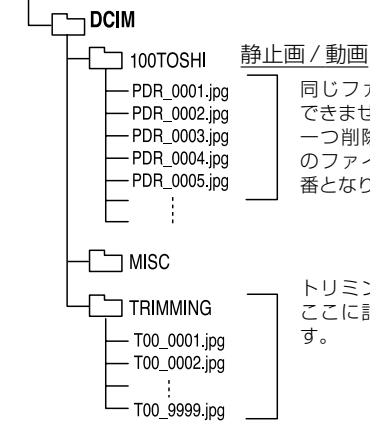 DCIM
100TOSHI
静止画 / 動画
PDR_0001.jpg
PDR_0002.jpg
PDR_0003.jpg
PDR_0004.jpg
PDR_0005.jpg
同じファ
できませ
一つ削除
のファイ
番とな
MISC
TRIMMING
トリミン
ここに
す。
T00_0001.jpg
T00_0002.jpg
T00_9999.jpg